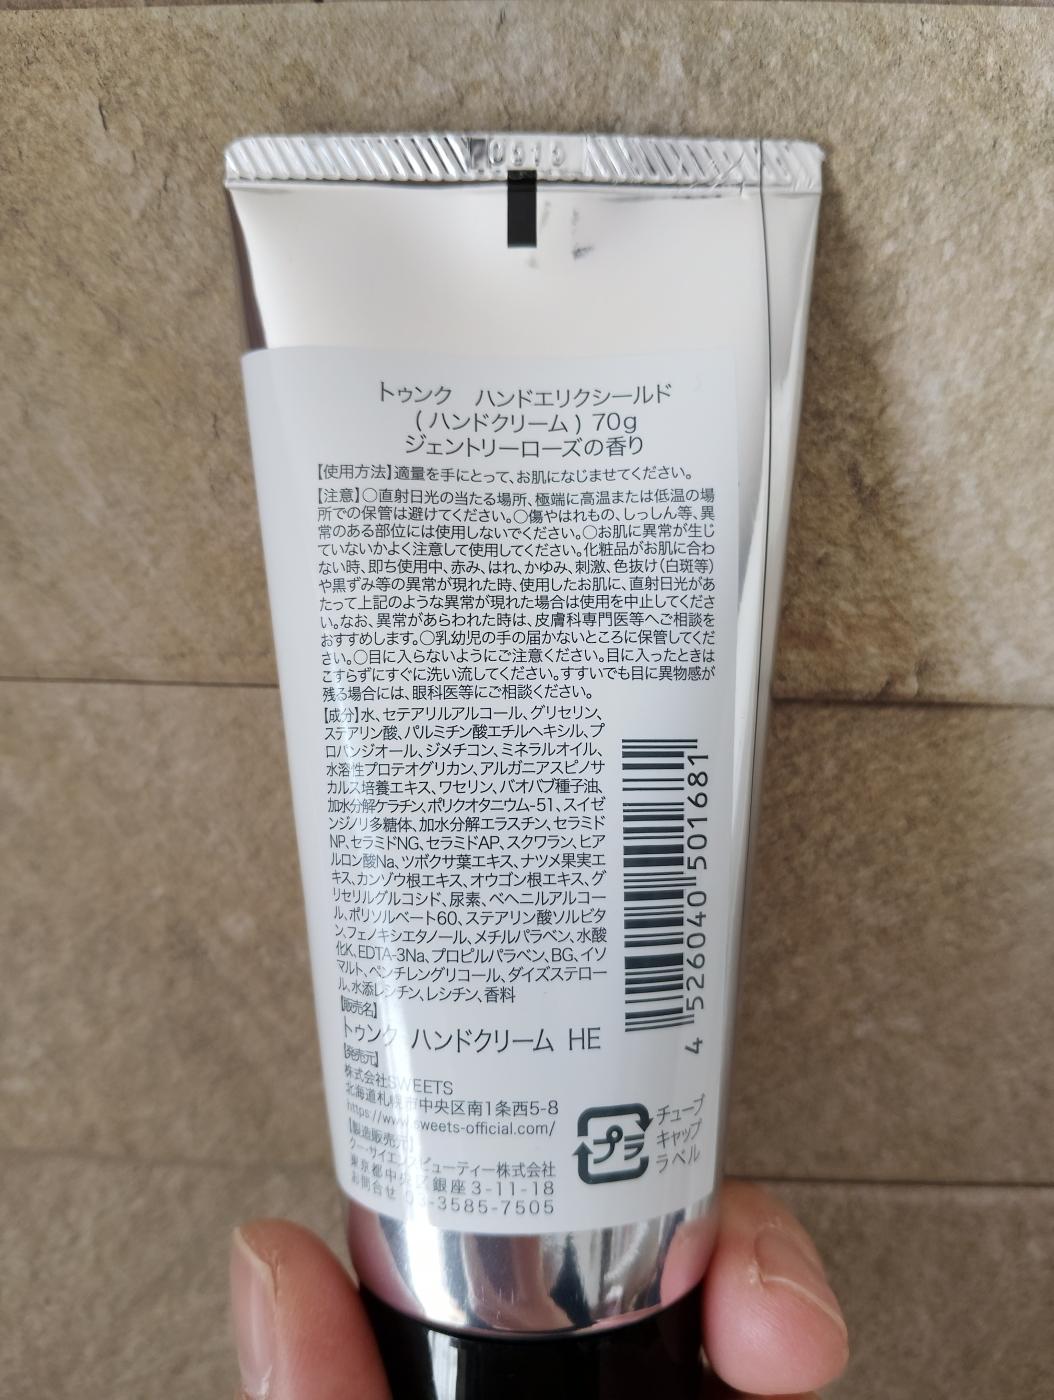 トゥンク ハンドエリクシールド
(ハンドクリーム) 70g
ジェントリーローズの香り
【使用方法】適量を手にとって、お肌になじませてください。
【注意】○直射日光の当たる場所、極端に高温または低温の場
所での保管は避けてください。○傷やはれもの、しっしん等、異
常のある部位には使用しないでください。○お肌に異常が生じ
ていないかよく注意して使用してください。化粧品がお肌に合わ
ない時、即ち使用中、赤み、はれ、かゆみ、刺激、色抜け(白斑等)
や黒ずみ等の異常が現れた時、使用したお肌に、直射日光があ
たって上記のような異常が現れた場合は使用を中止してくださ
い。なお、異常があらわれた時は、皮膚科専門医等へご相談を
おすすめします。○乳幼児の手の届かないところに保管してくだ
さい。○目に入らないようにご注意ください。目に入ったときは
こすらずにすぐに洗い流してください。すすいでも目に異物感が
残る場合には、眼科医等にご相談ください。
【成分】水、セテアリルアルコール、グリセリン、
ステアリン酸、パルミチン酸エチルヘキシル、プ
ロパンジオール、ジメチコン、ミネラルオイル、
水溶性プロテオグリカン、アルガニアスピノサ
カルス培養エキス、ワセリン、バオバブ種子油、
加水分解ケラチン、ポリクオタニウム-51、スイゼ
ンジノリ多糖体、加水分解エラスチン、セラミド
NP、セラミドNG、セラミドAP、スクワラン、ヒア
ルロン酸Na、ツボクサ葉エキス、ナツメ果実エ
キス、カンゾウ根エキス、オウゴン根エキス、グ
リセリルグルコシド、尿素、ベヘニルアルコー
ル、ポリソルベート60、ステアリン酸ソルビタ
ン、フェノキシエタノール、メチルパラベン、水酸
化K、EDTA-3Na、プロピルパラベン、BG、イソ
マルト、ペンチレングリコール、ダイズステロー
ル、水添レシチン、レシチン、香料
【販売名】
トゥンク ハンドクリーム HE
【発売元】
株式会社SWEETS
北海道札幌市中央区南1条西5-8
https://www.sweets-official.com/
【製造販売元】
ケーサイエンスビューティー株式会社
東京都中央区銀座3-11-18
お問合せ 03-3585-7505
4 526040 501681
プラ
チューブ
キャップ
ラベル